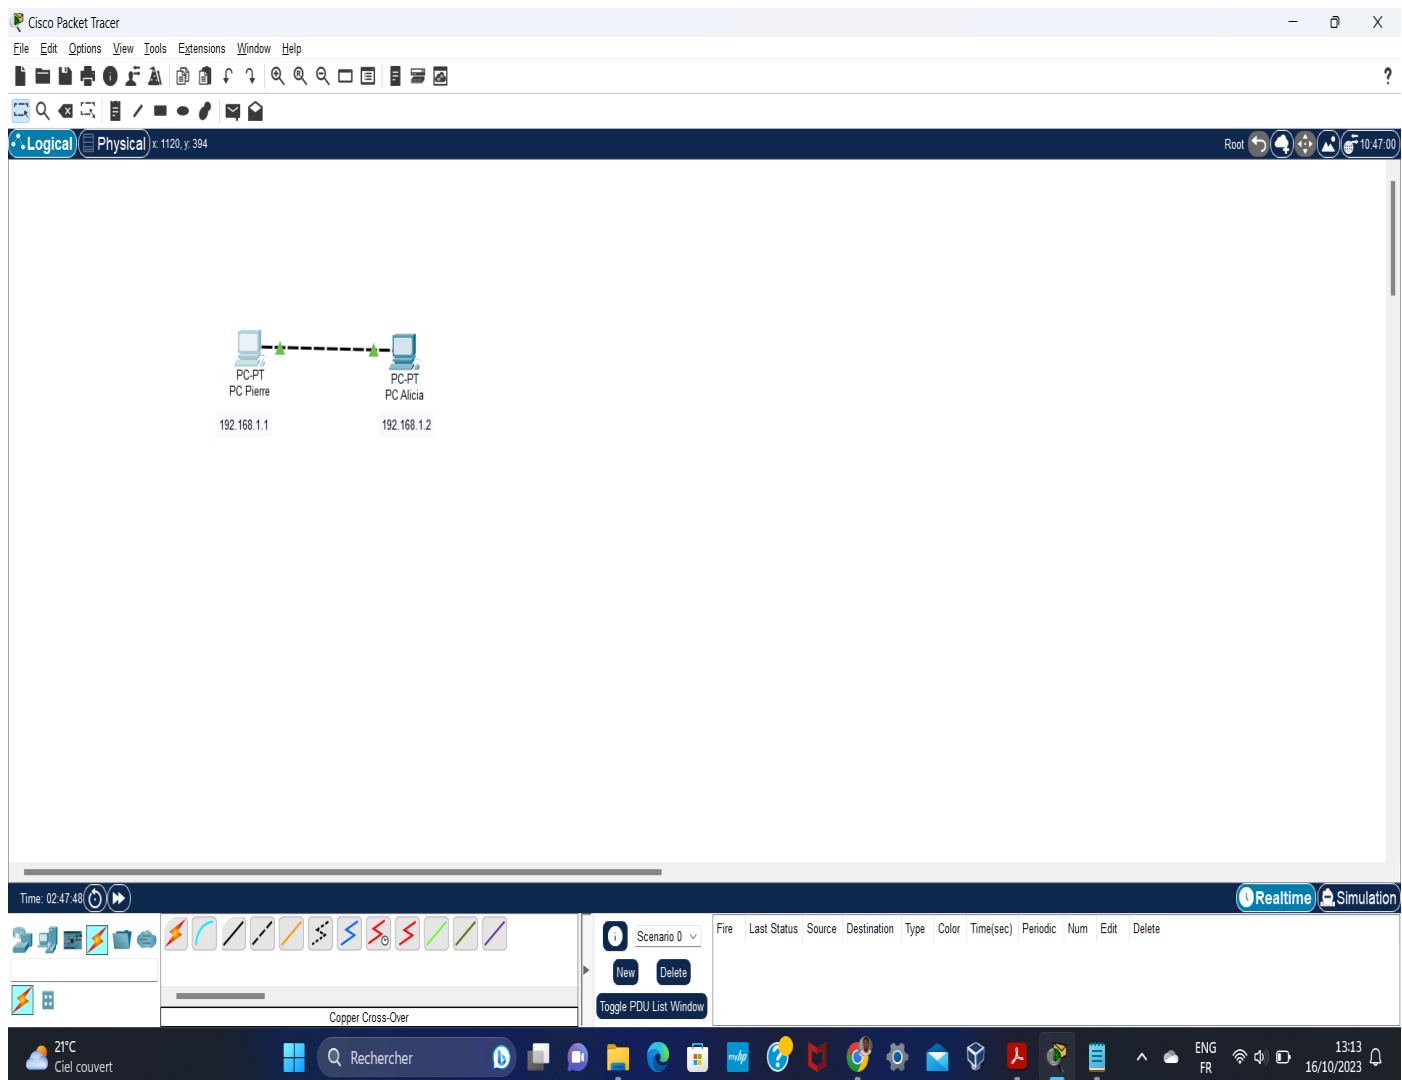 Cisco Packet Tracer
File Edit Options View Tools Extensions Window Help
?
Logical Physical x: 1120, y: 394 Root 10:47:00
PC-PT
PC Pierre
192.168.1.1
PC-PT
PC Alicia
192.168.1.2
Time: 02:47:48 Realtime Simulation
Scenario 0
New Delete
Toggle PDU List Window
Fire Last Status Source Destination Type Color Time(sec) Periodic Num Edit Delete
Copper Cross-Over
21°C
Ciel couvert
Rechercher
myhp
ENG
FR
13:13
16/10/2023